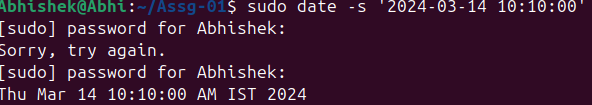 Abhishek@Abhi:~/Assg-01$ sudo date -s '2024-03-14 10:10:00'
[sudo] password for Abhishek:
Sorry, try again.
[sudo] password for Abhishek:
Thu Mar 14 10:10:00 AM IST 2024